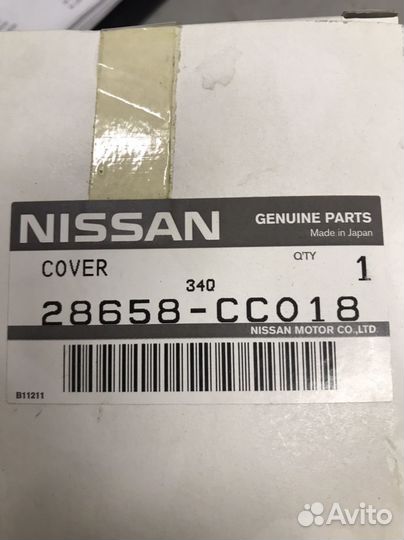 NISSAN
GENUINE PARTS
Made in Japan
COVER
Q'TY
1
34Q
28658-CC018
NISSAN MOTOR CO.,LTD
B11211
Avito